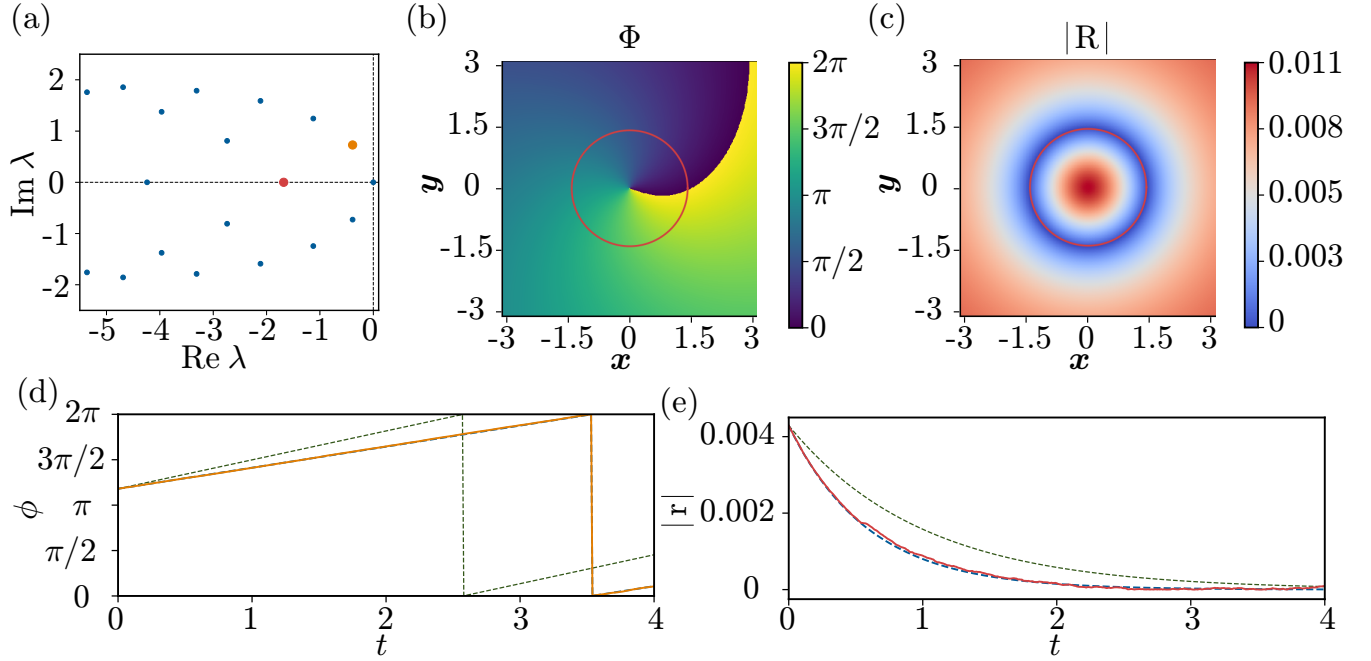 (a)
2
1
0
-1
-2
Im λ
-5 -4 -3 -2 -1 0
Re λ
(b)
Φ
3
1.5
0
-1.5
-3
y
-3 -1.5 0 1.5 3
x
2π
3π/2
π
π/2
0
(c)
|R|
3
1.5
0
-1.5
-3
y
-3 -1.5 0 1.5 3
x
0.011
0.008
0.005
0.003
0
(d)
2π
3π/2
π
π/2
0
ϕ
0 1 2 3 4
t
(e)
0.004
0.002
0
|r|
0 1 2 3 4
t